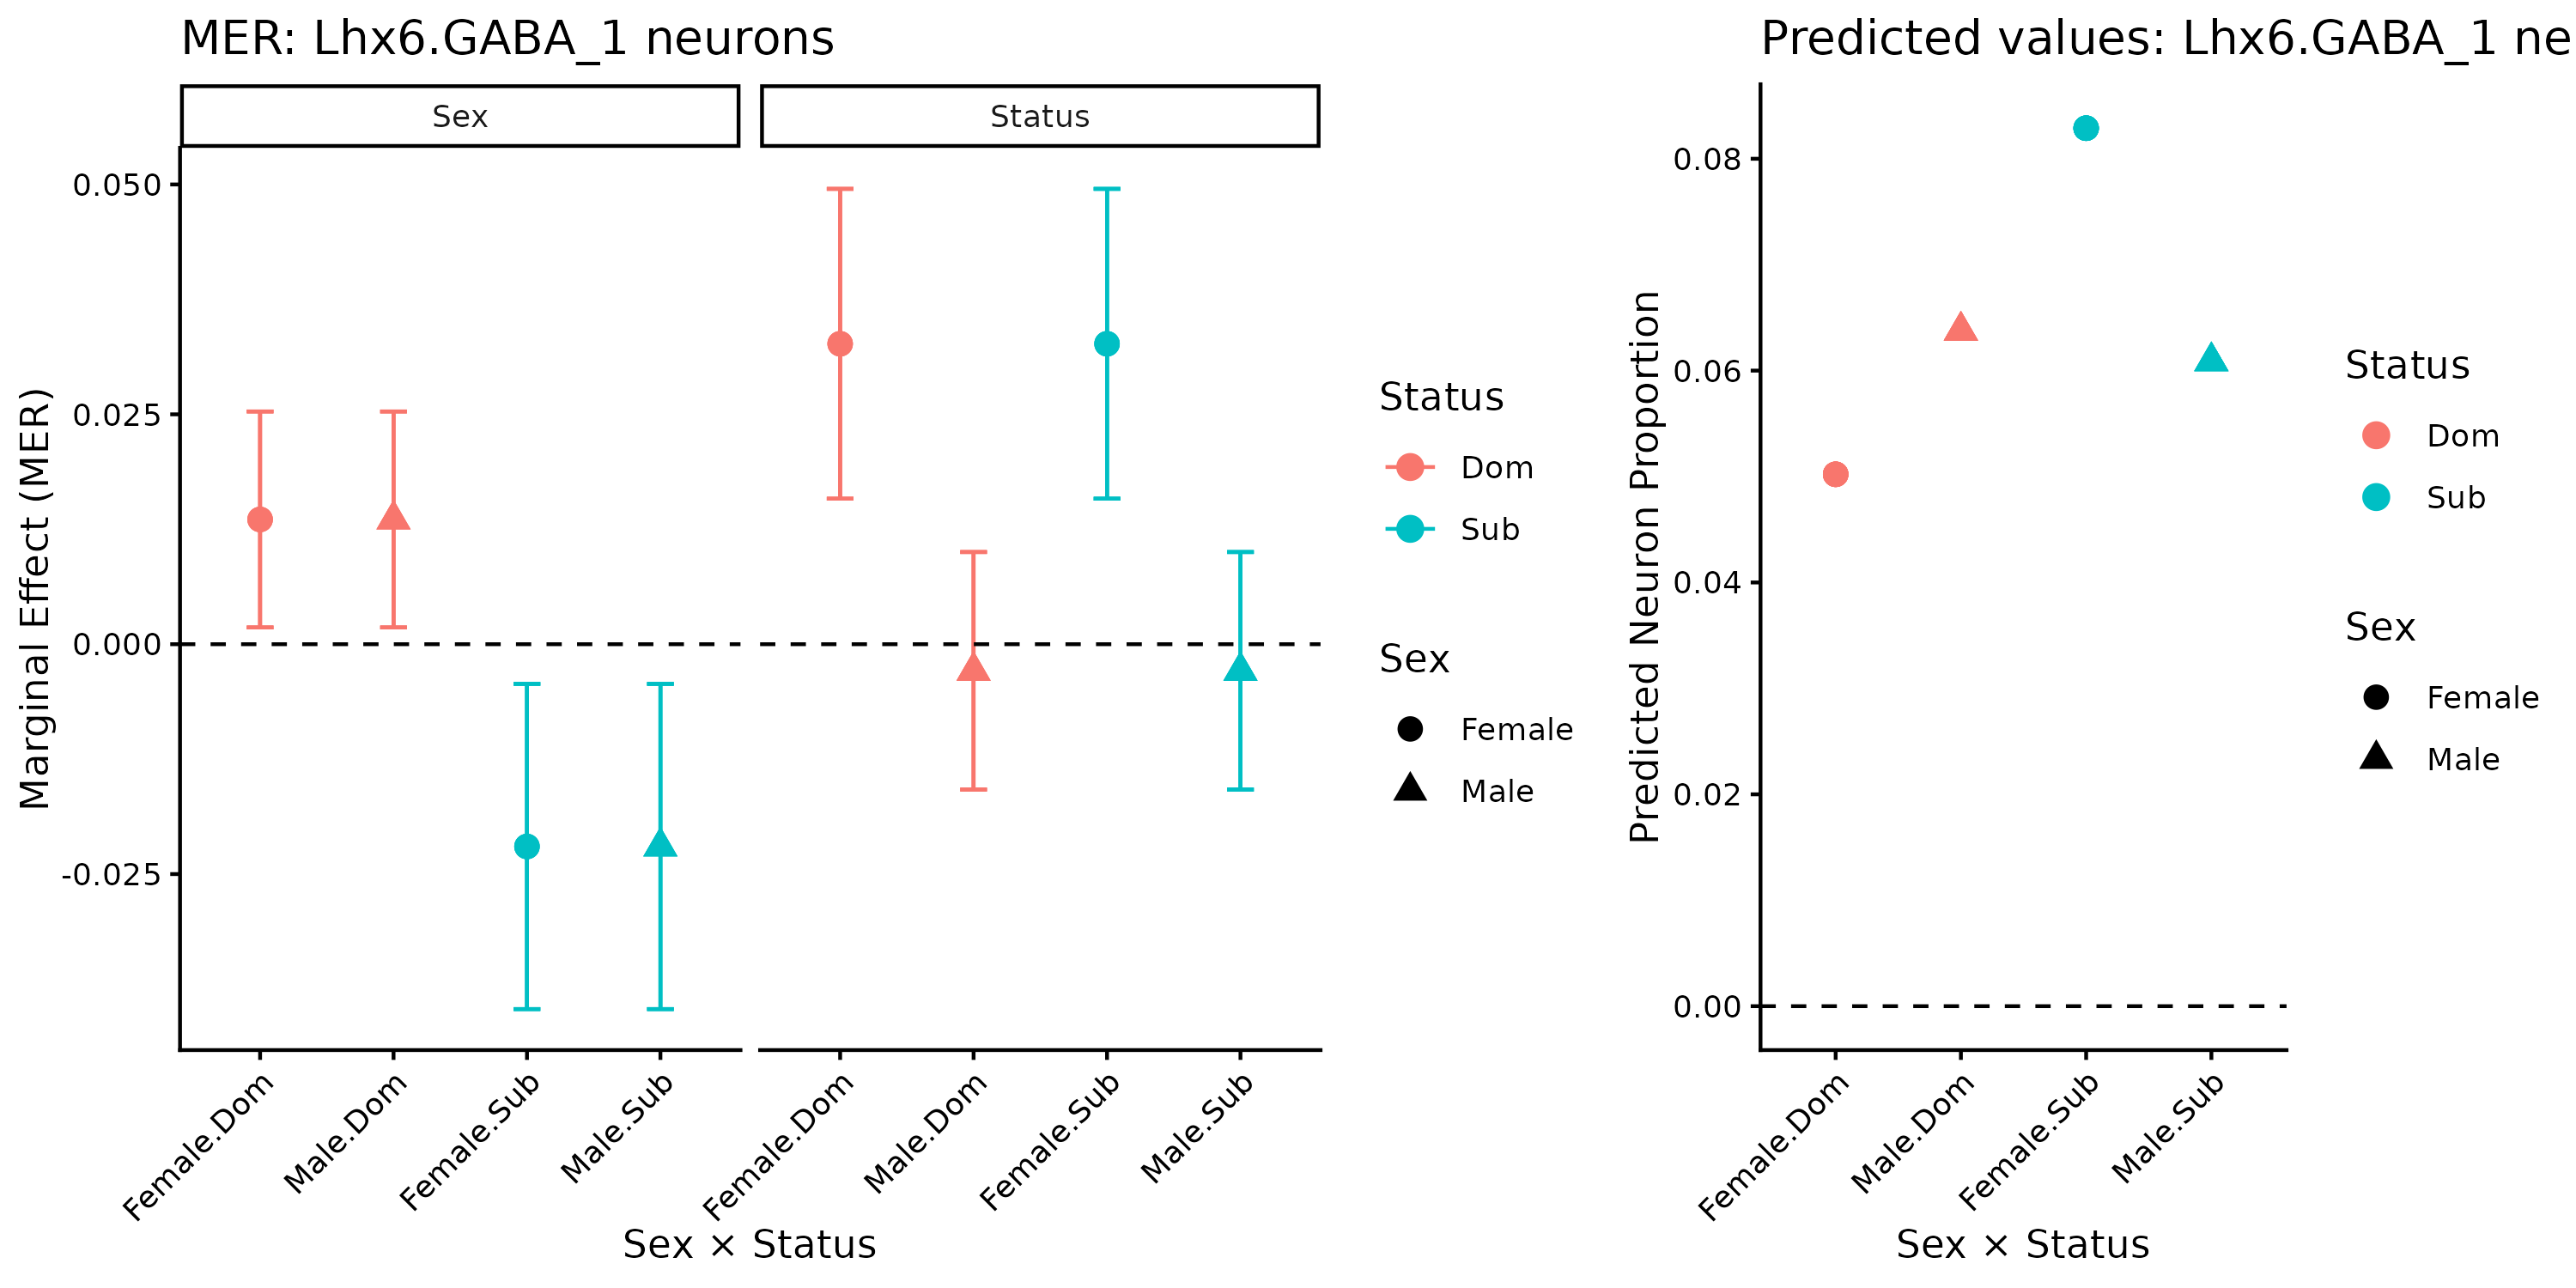 MER: Lhx6.GABA_1 neurons
Sex
Status
0.050
0.025
0.000
-0.025
Marginal Effect (MER)
Female.Dom
Male.Dom
Female.Sub
Male.Sub
Female.Dom
Male.Dom
Female.Sub
Male.Sub
Sex × Status
Status
Dom
Sub
Sex
Female
Male
Predicted values: Lhx6.GABA_1 ne
0.08
0.06
0.04
0.02
0.00
Predicted Neuron Proportion
Female.Dom
Male.Dom
Female.Sub
Male.Sub
Sex × Status
Status
Dom
Sub
Sex
Female
Male